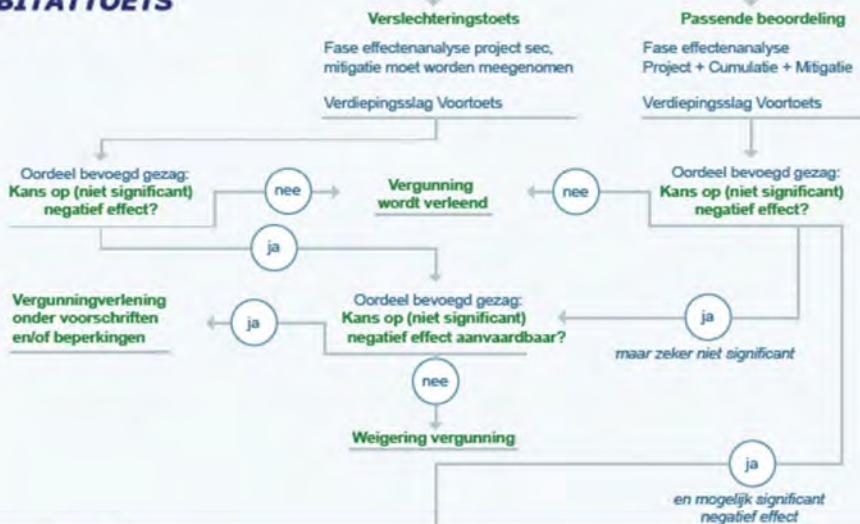 Verslechteringstoets
Fase effectenanalyse project sec,
mitigatie moet worden meegenomen
Verdiepingsslag Voortoets
Passende beoordeling
Fase effectenanalyse
Project + Cumulatie + Mitigatie
Verdiepingsslag Voortoets
Oordeel bevoegd gezag:
Kans op (niet significant)
negatief effect?
nee
Vergunning
wordt verleend
nee
Oordeel bevoegd gezag:
Kans op (niet significant)
negatief effect?
ja
Vergunningverlening
onder voorschriften
en/of beperkingen
ja
Oordeel bevoegd gezag:
Kans op (niet significant)
negatief effect aanvaardbaar?
ja
maar zeker niet significant
nee
Weigering vergunning
ja
en mogelijk significant
negatief effect